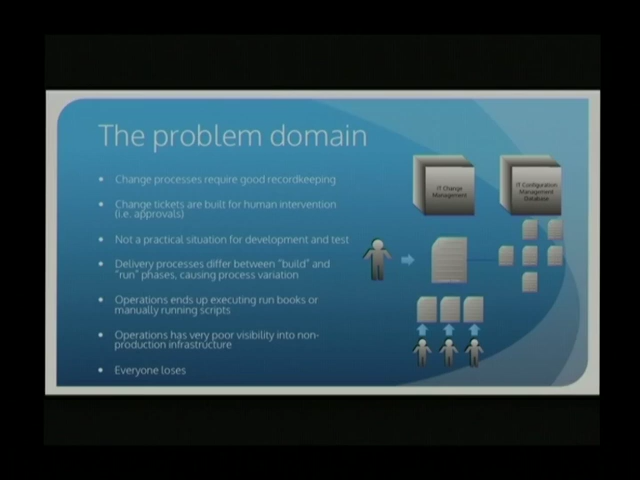 The problem domain
Change processes require good recordkeeping
Change tickets are built for human intervention
(i.e. approvals)
Not a practical situation for development and test
Delivery processes differ between "build" and
"run" phases, causing process variation
Operations ends up executing run books or
manually running scripts
Operations has very poor visibility into non-
production infrastructure
Everyone loses
IT Change
Management
IT Configuration
Management
Database